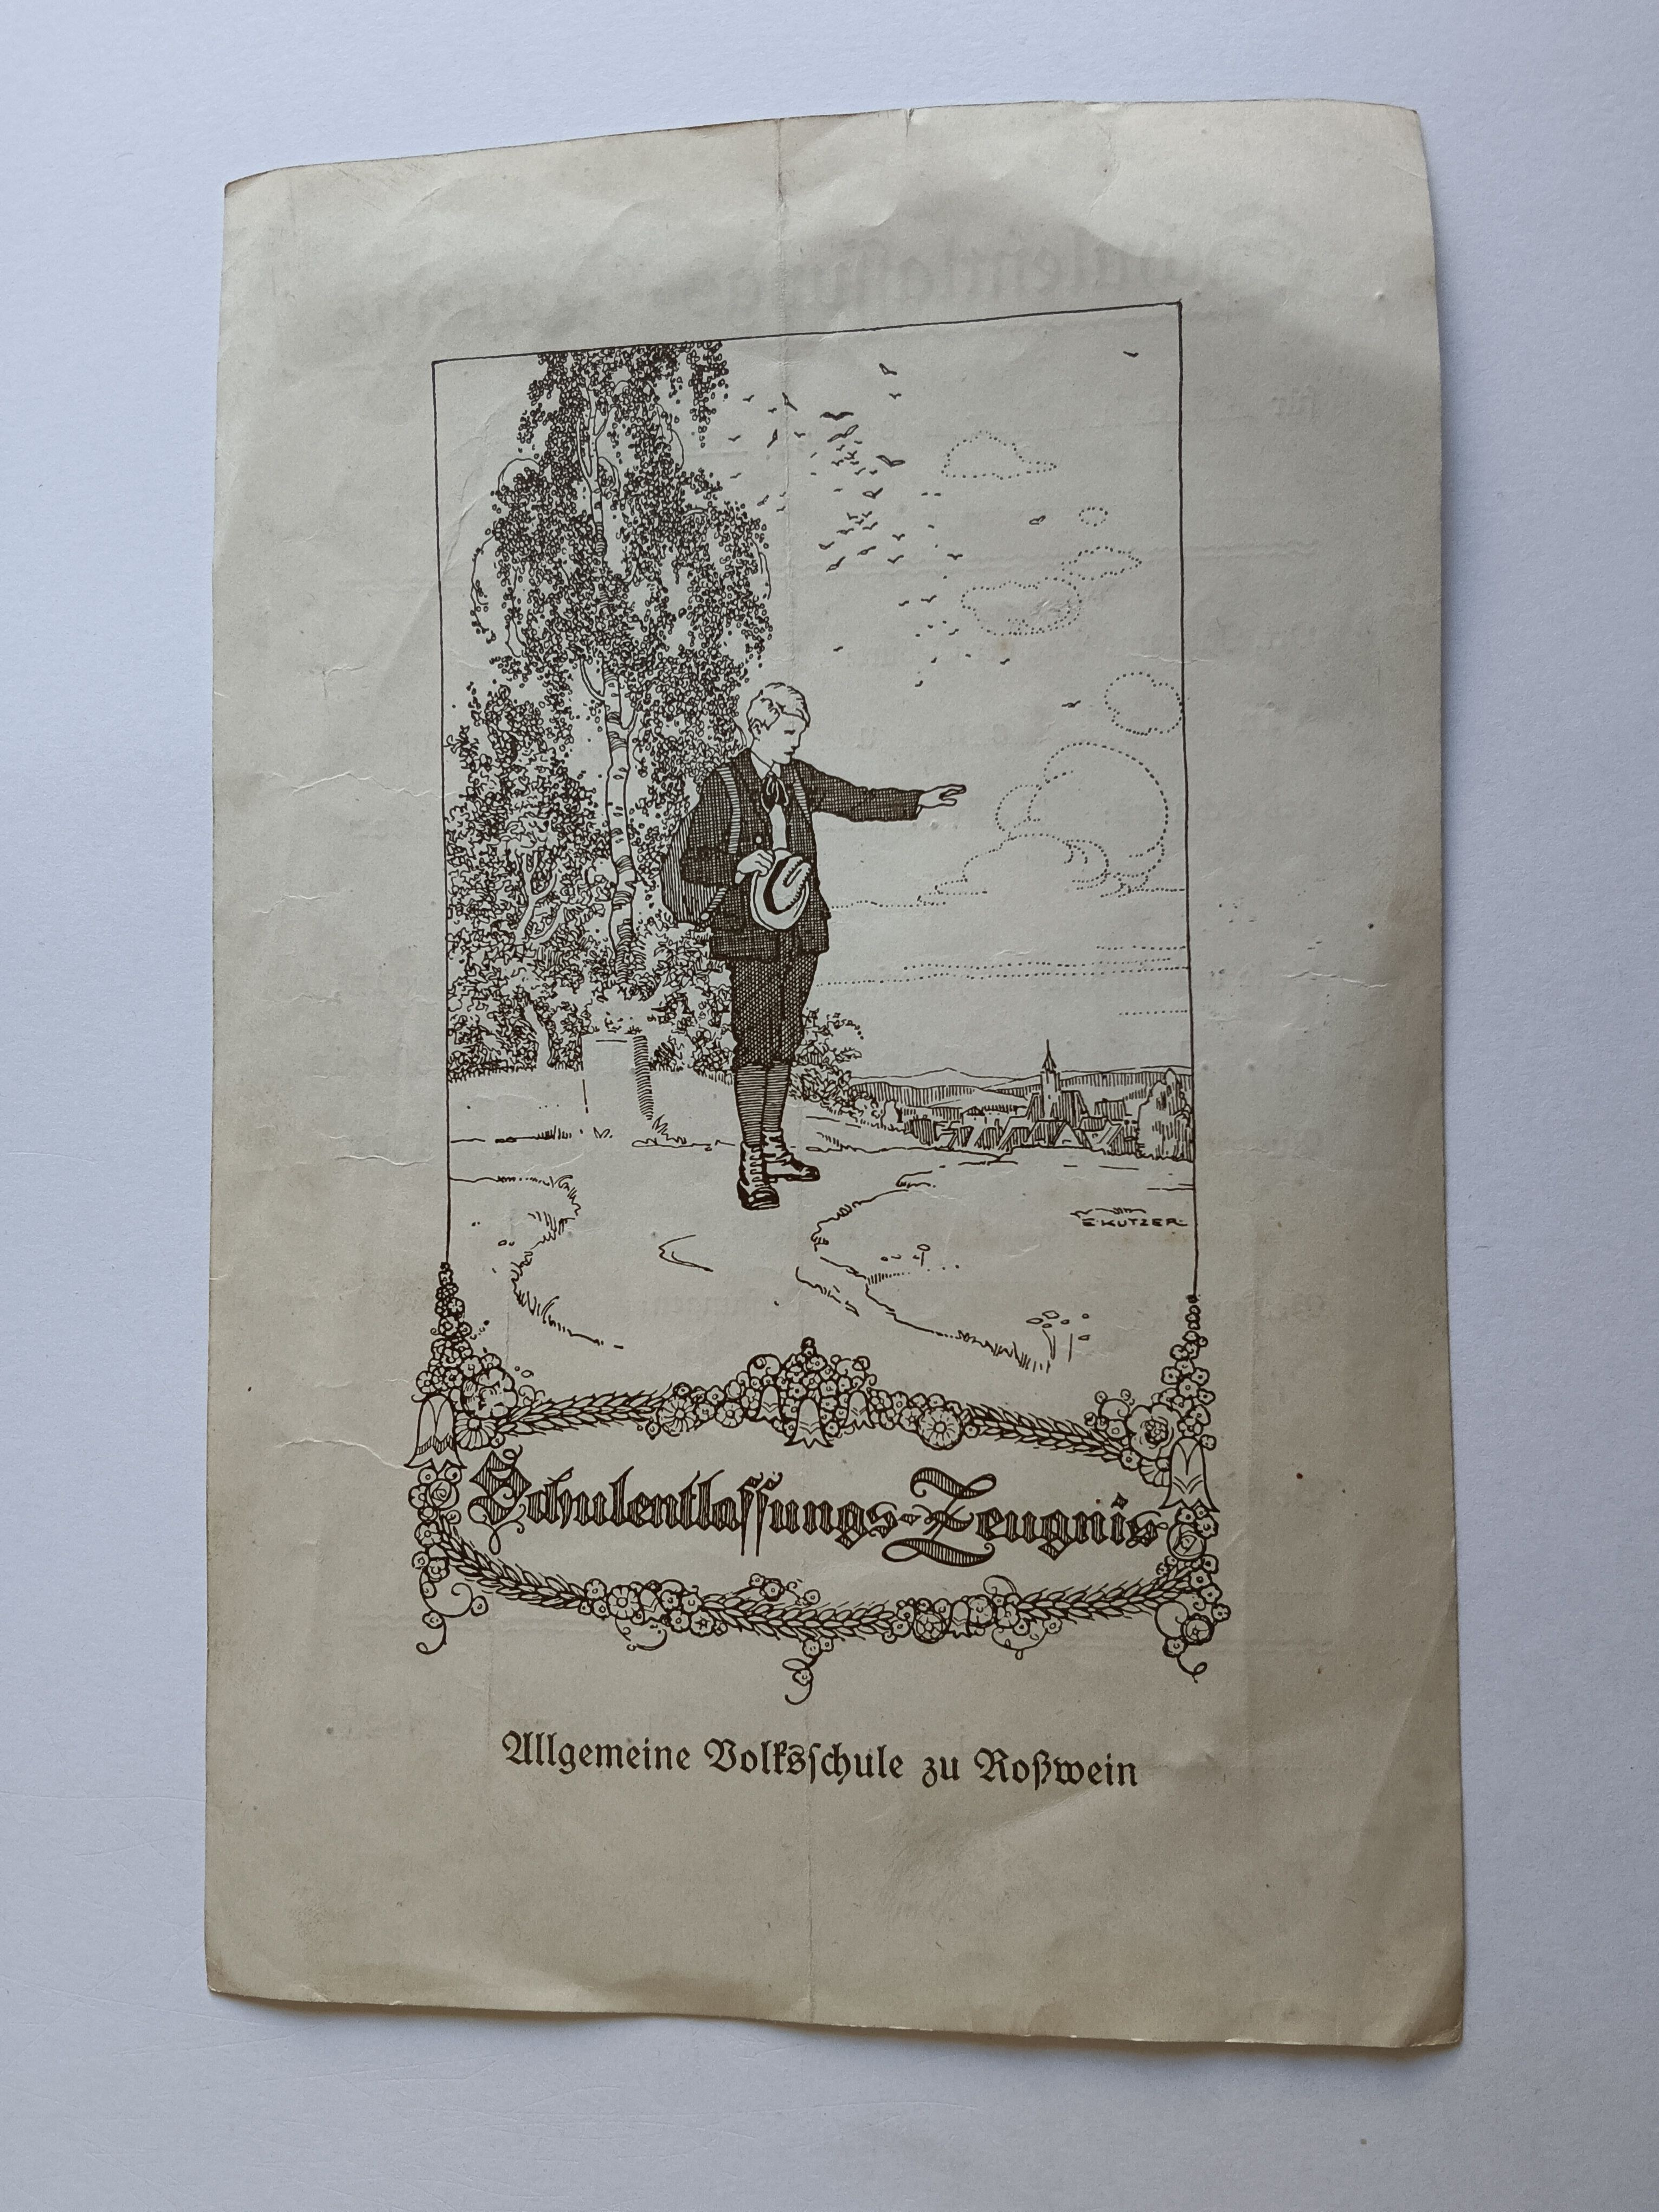 E. KUTZER
Schulentlassungs-Zeugnis
Allgemeine Volksschule zu Roßwein